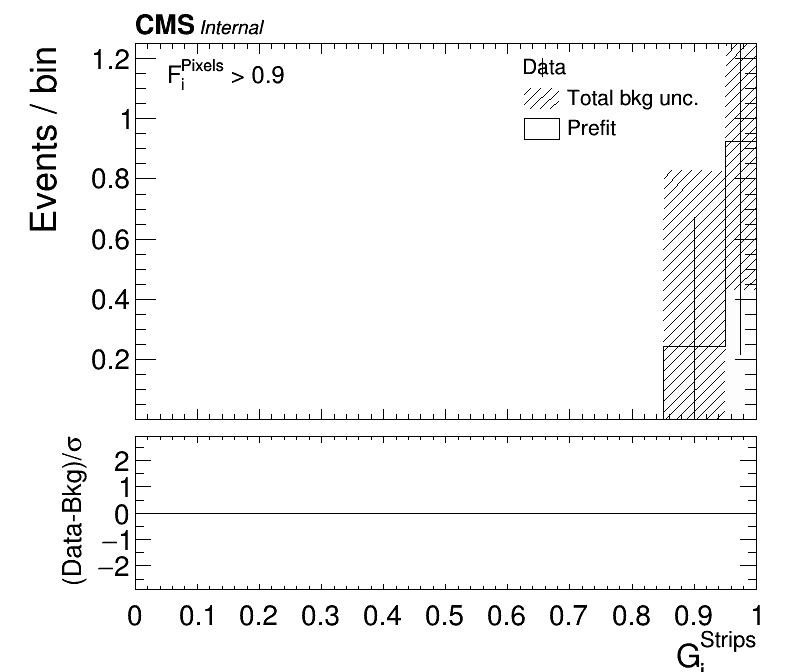 CMS Internal
Events / bin
F_i^Pixels > 0.9
Data
Total bkg unc.
Prefit
1.2
1
0.8
0.6
0.4
0.2
(Data-Bkg)/σ
2
1
0
−1
−2
0 0.1 0.2 0.3 0.4 0.5 0.6 0.7 0.8 0.9 1
G_i^Strips